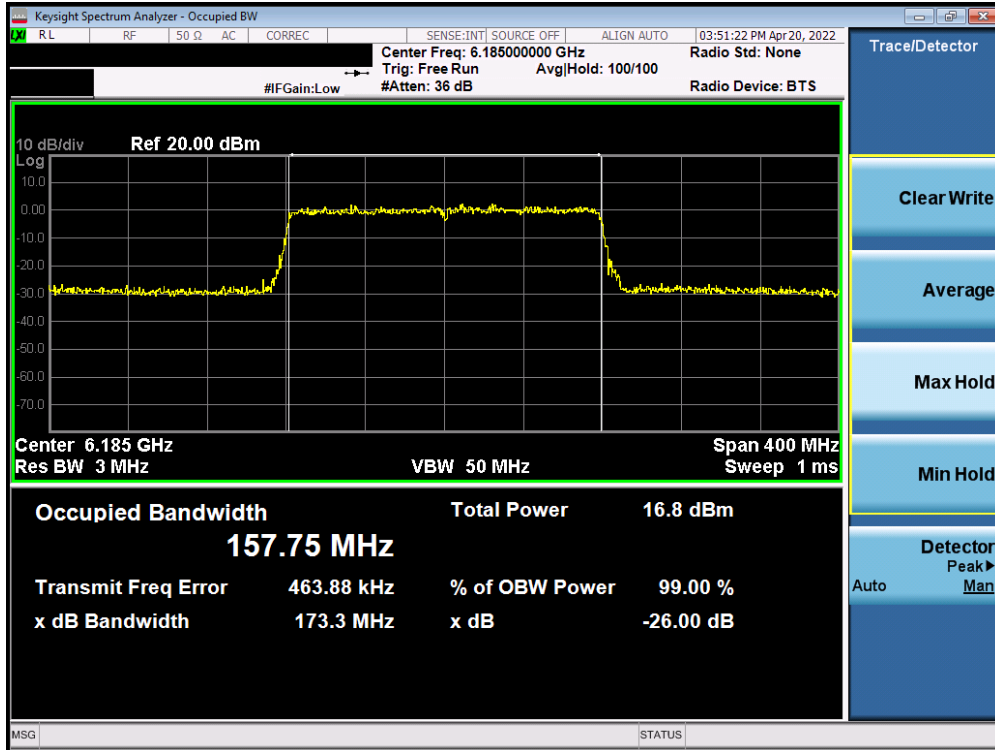 Keysight Spectrum Analyzer - Occupied BW
LXI RL RF 50 Ω AC CORREC SENSE:INT SOURCE OFF ALIGN AUTO 03:51:22 PM Apr 20, 2022
Center Freq: 6.185000000 GHz Radio Std: None
Trig: Free Run Avg|Hold: 100/100
#IFGain:Low #Atten: 36 dB Radio Device: BTS
10 dB/div Ref 20.00 dBm
Log
10.0
0.00
-10.0
-20.0
-30.0
-40.0
-50.0
-60.0
-70.0
Center 6.185 GHz Span 400 MHz
Res BW 3 MHz VBW 50 MHz Sweep 1 ms
Occupied Bandwidth Total Power 16.8 dBm
157.75 MHz
Transmit Freq Error 463.88 kHz % of OBW Power 99.00 %
x dB Bandwidth 173.3 MHz x dB -26.00 dB
MSG STATUS
Trace/Detector
Clear Write
Average
Max Hold
Min Hold
Detector
Peak▶
Auto Man